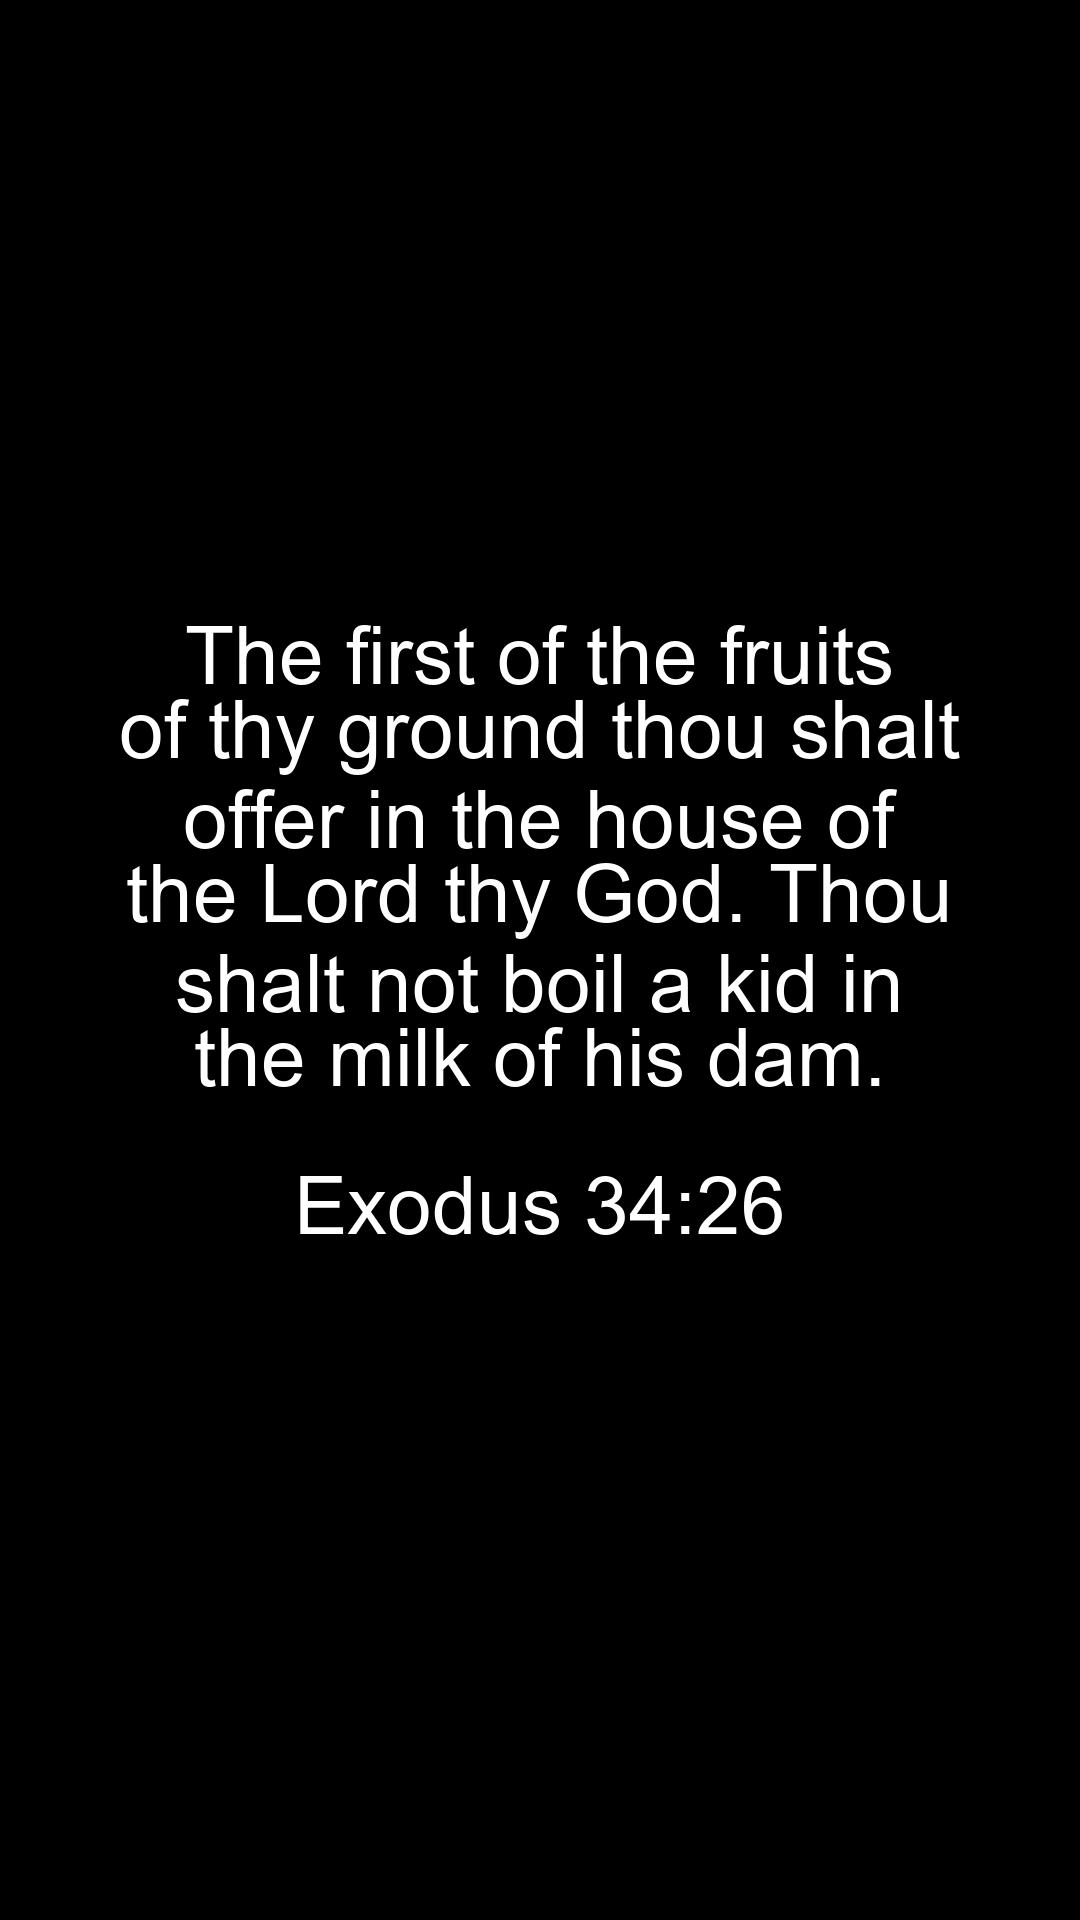 The first of the fruits
of thy ground thou shalt
offer in the house of
the Lord thy God. Thou
shalt not boil a kid in
the milk of his dam.
Exodus 34:26